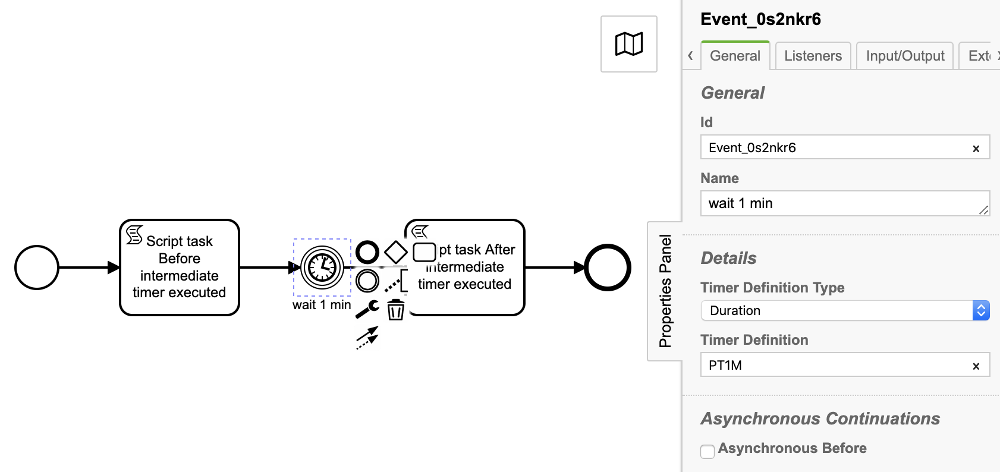 Script task
Before
intermediate
timer executed
wait 1 min
pt task After
intermediate
timer executed
Properties Panel
Event_0s2nkr6
General
Listeners
Input/Output
Exte
General
Id
Event_0s2nkr6
Name
wait 1 min
Details
Timer Definition Type
Duration
Timer Definition
PT1M
Asynchronous Continuations
Asynchronous Before